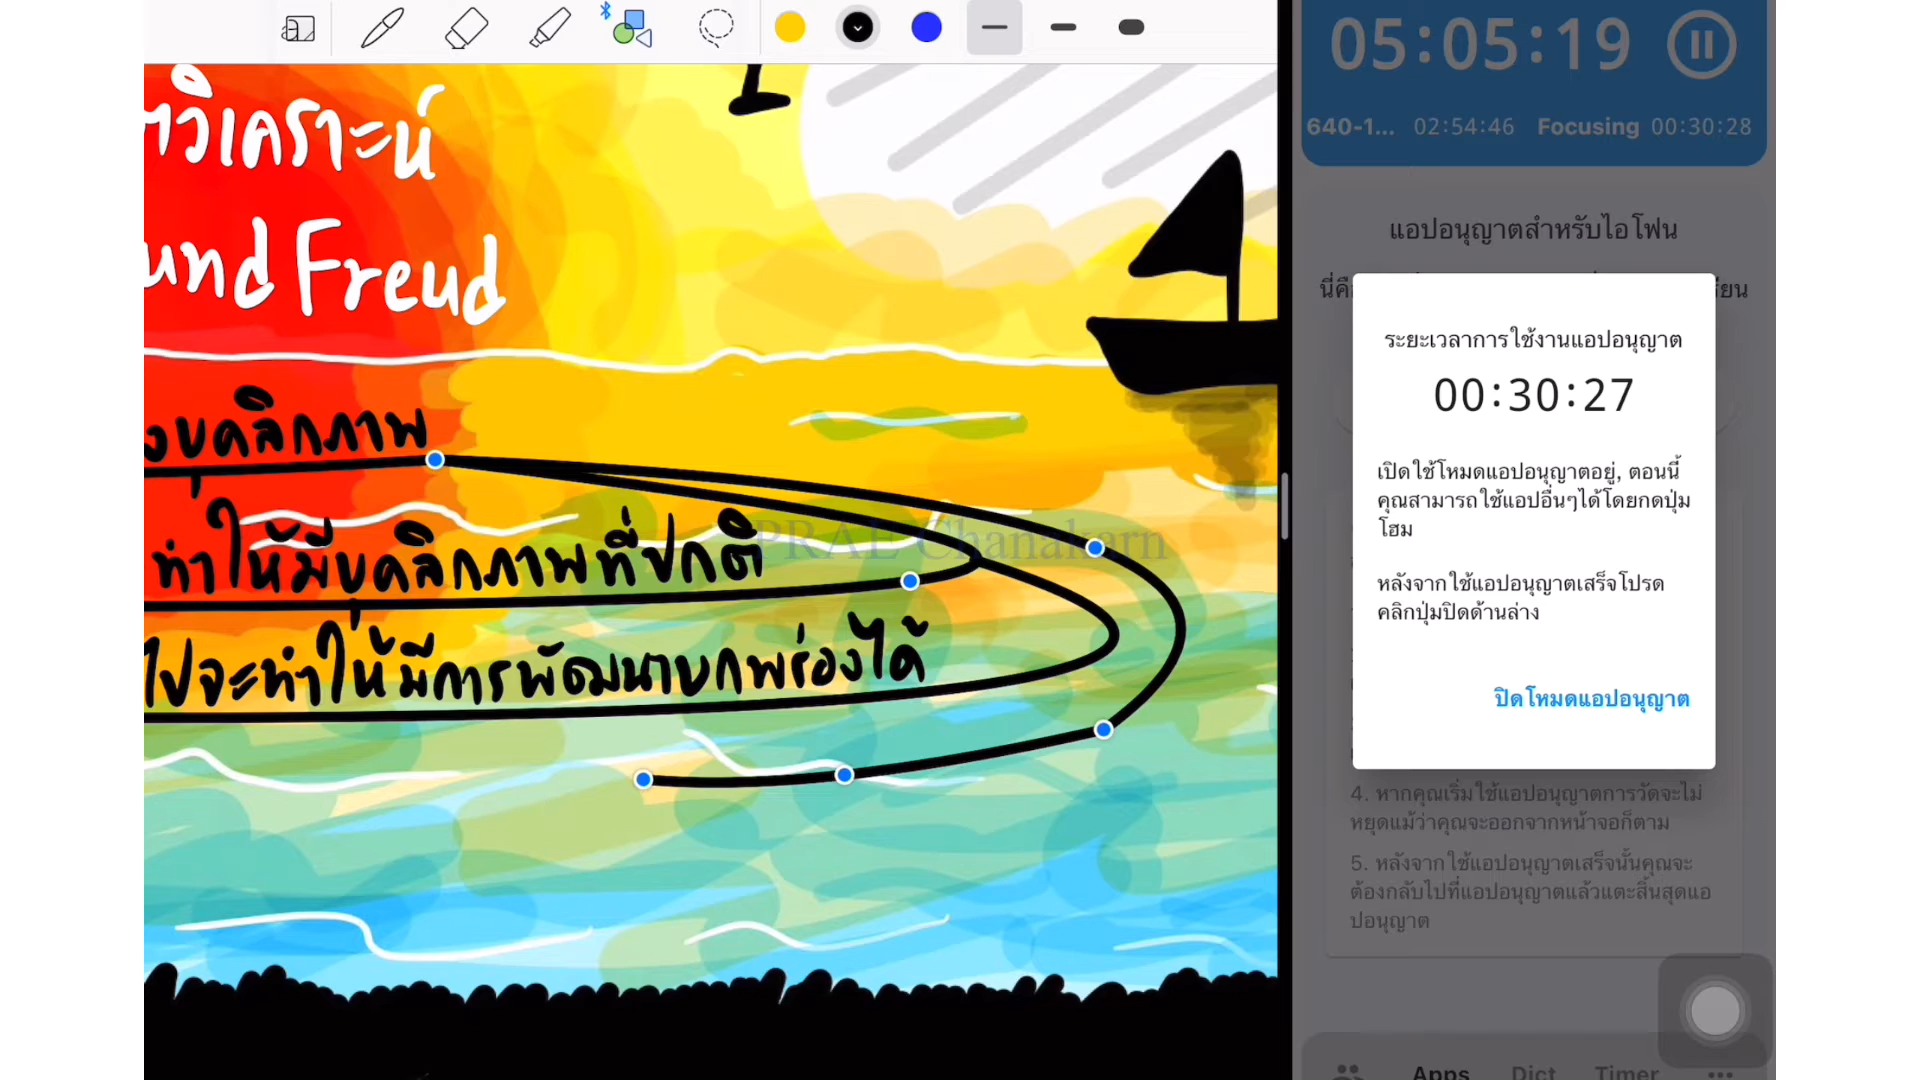 ตวิเคราะห์
und Freud
งบุคลิกภาพ
ทำให้มีบุคลิกภาพที่ปกติ
ไปจะทำให้มีการพัฒนาบกพร่องได้
PRAE Chanakarn
05:05:19
640-1... 02:54:46 Focusing 00:30:28
แอปอนุญาตสำหรับไอโฟน
นี่คือ
เรียน
ระยะเวลาการใช้งานแอปอนุญาต
00:30:27
เปิดใช้โหมดแอปอนุญาตอยู่, ตอนนี้
คุณสามารถใช้แอปอื่นๆได้โดยกดปุ่ม
โฮม
หลังจากใช้แอปอนุญาตเสร็จโปรด
คลิกปุ่มปิดด้านล่าง
ปิดโหมดแอปอนุญาต
4. หากคุณเริ่มใช้แอปอนุญาตการวัดจะไม่
หยุดแม้ว่าคุณจะออกจากหน้าจอก็ตาม
5. หลังจากใช้แอปอนุญาตเสร็จนั้นคุณจะ
ต้องกลับไปที่แอปอนุญาตแล้วแตะสิ้นสุดแอ
ปอนุญาต
Apps Dict Timer